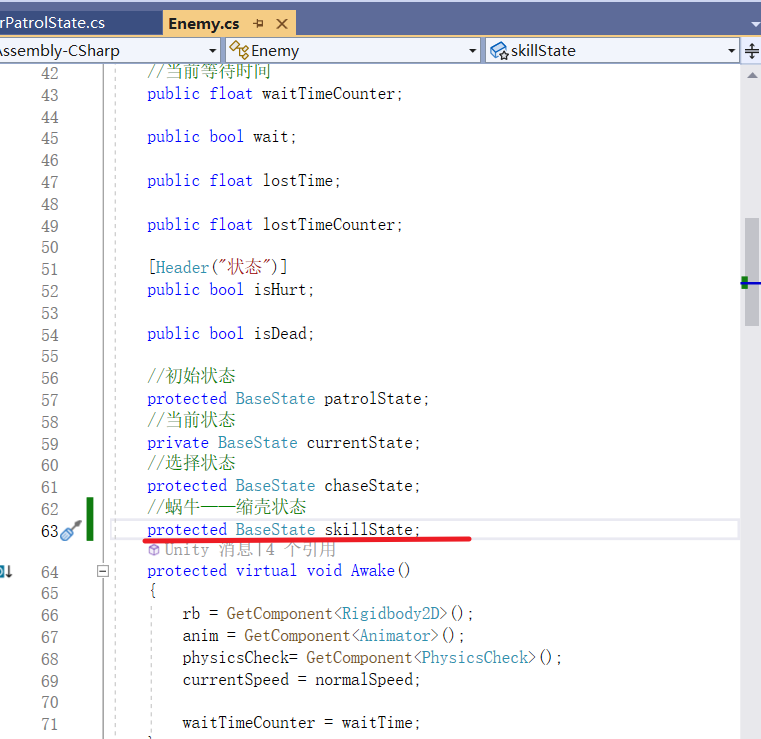 rPatrolState.cs Enemy.cs
Assembly-CSharp Enemy skillState
42 //当前等待时间
43 public float waitTimeCounter;
44
45 public bool wait;
46
47 public float lostTime;
48
49 public float lostTimeCounter;
50
51 [Header("状态")]
52 public bool isHurt;
53
54 public bool isDead;
55
56 //初始状态
57 protected BaseState patrolState;
58 //当前状态
59 private BaseState currentState;
60 //选择状态
61 protected BaseState chaseState;
62 //蜗牛——缩壳状态
63 protected BaseState skillState;
Unity 消息|4 个引用
64 protected virtual void Awake()
65 {
66 rb = GetComponent<Rigidbody2D>();
67 anim = GetComponent<Animator>();
68 physicsCheck= GetComponent<PhysicsCheck>();
69 currentSpeed = normalSpeed;
70
71 waitTimeCounter = waitTime;